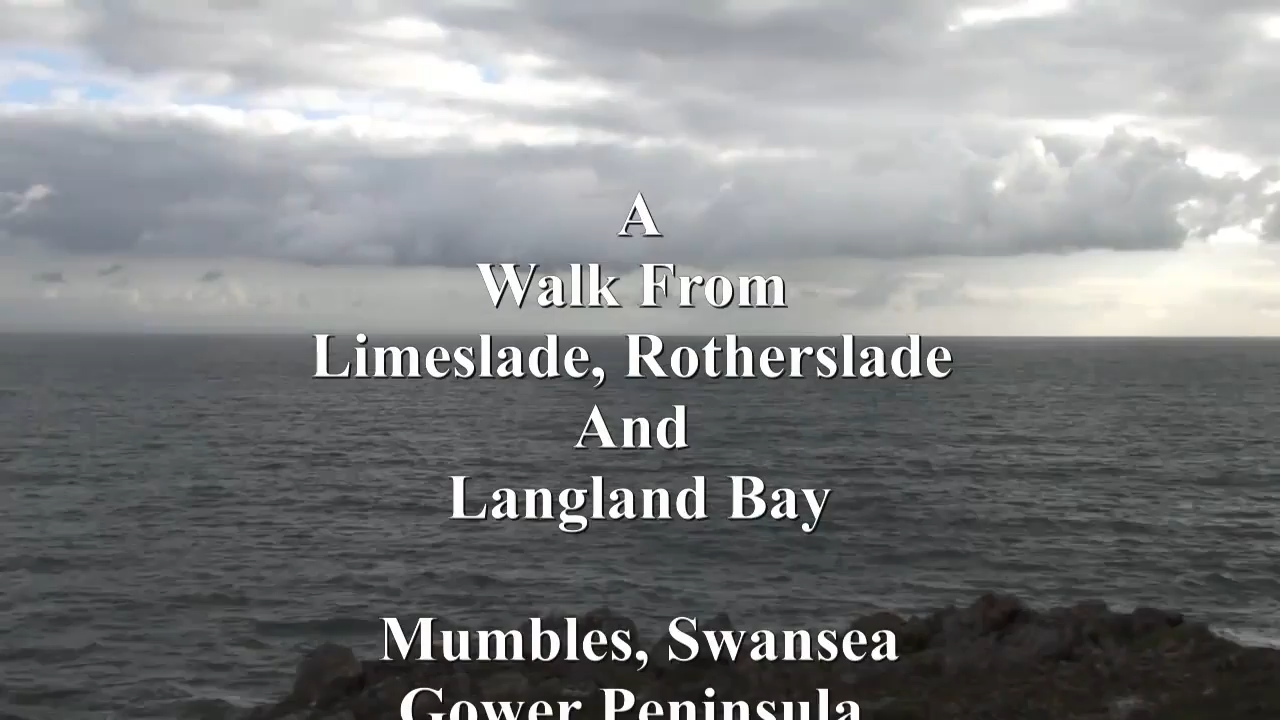 A
Walk From
Limeslade, Rotherslade
And
Langland Bay
Mumbles, Swansea
Gower Peninsula